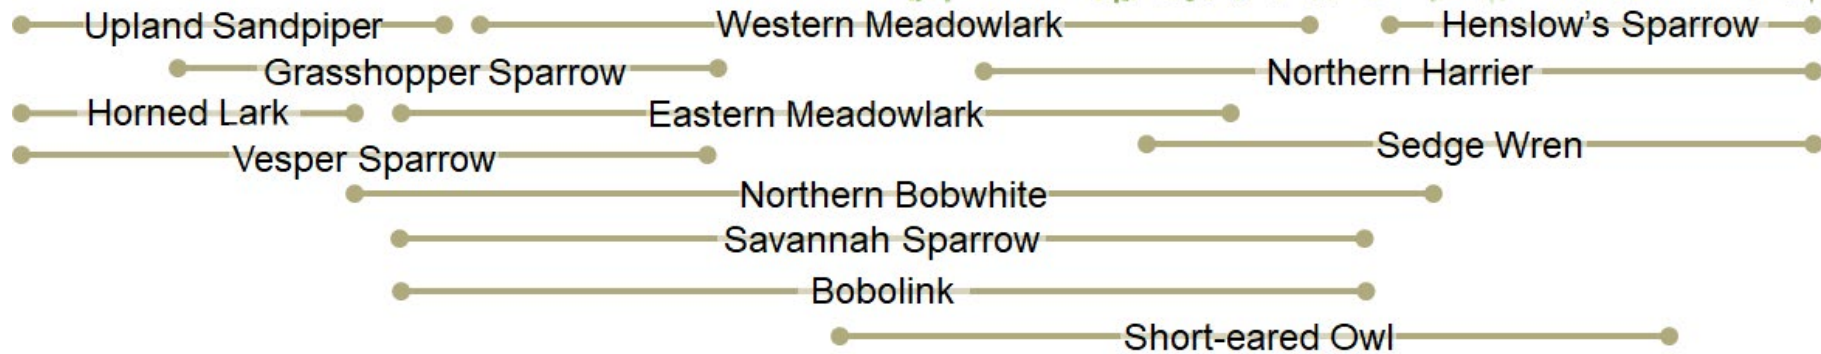 Upland Sandpiper
Western Meadowlark
Henslow’s Sparrow
Grasshopper Sparrow
Northern Harrier
Horned Lark
Eastern Meadowlark
Sedge Wren
Vesper Sparrow
Northern Bobwhite
Savannah Sparrow
Bobolink
Short-eared Owl